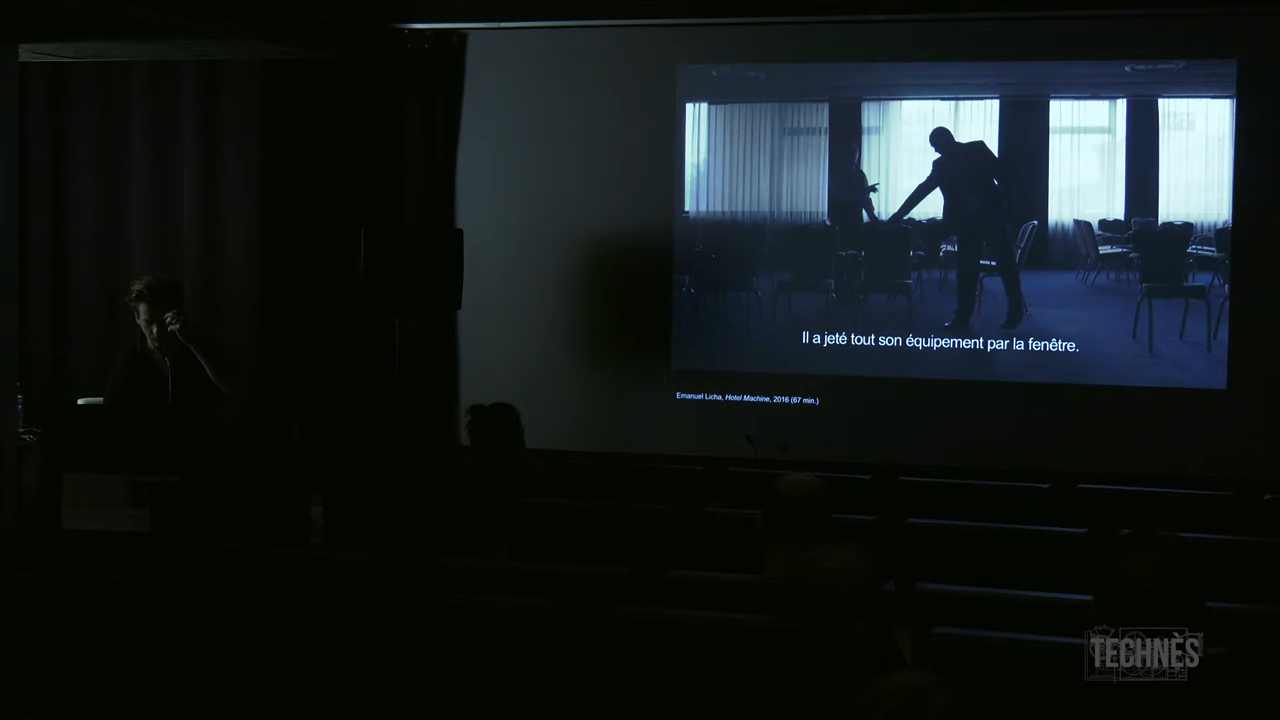 Il a jeté tout son équipement par la fenêtre.
Emanuel Licha, Hotel Machine, 2016 (67 min.)
TECHNÈS